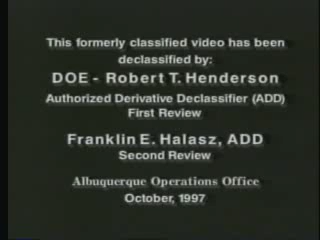 This formerly classified video has been
declassified by:
DOE - Robert T. Henderson
Authorized Derivative Declassifier (ADD)
First Review
Franklin E. Halasz, ADD
Second Review
Albuquerque Operations Office
October, 1997